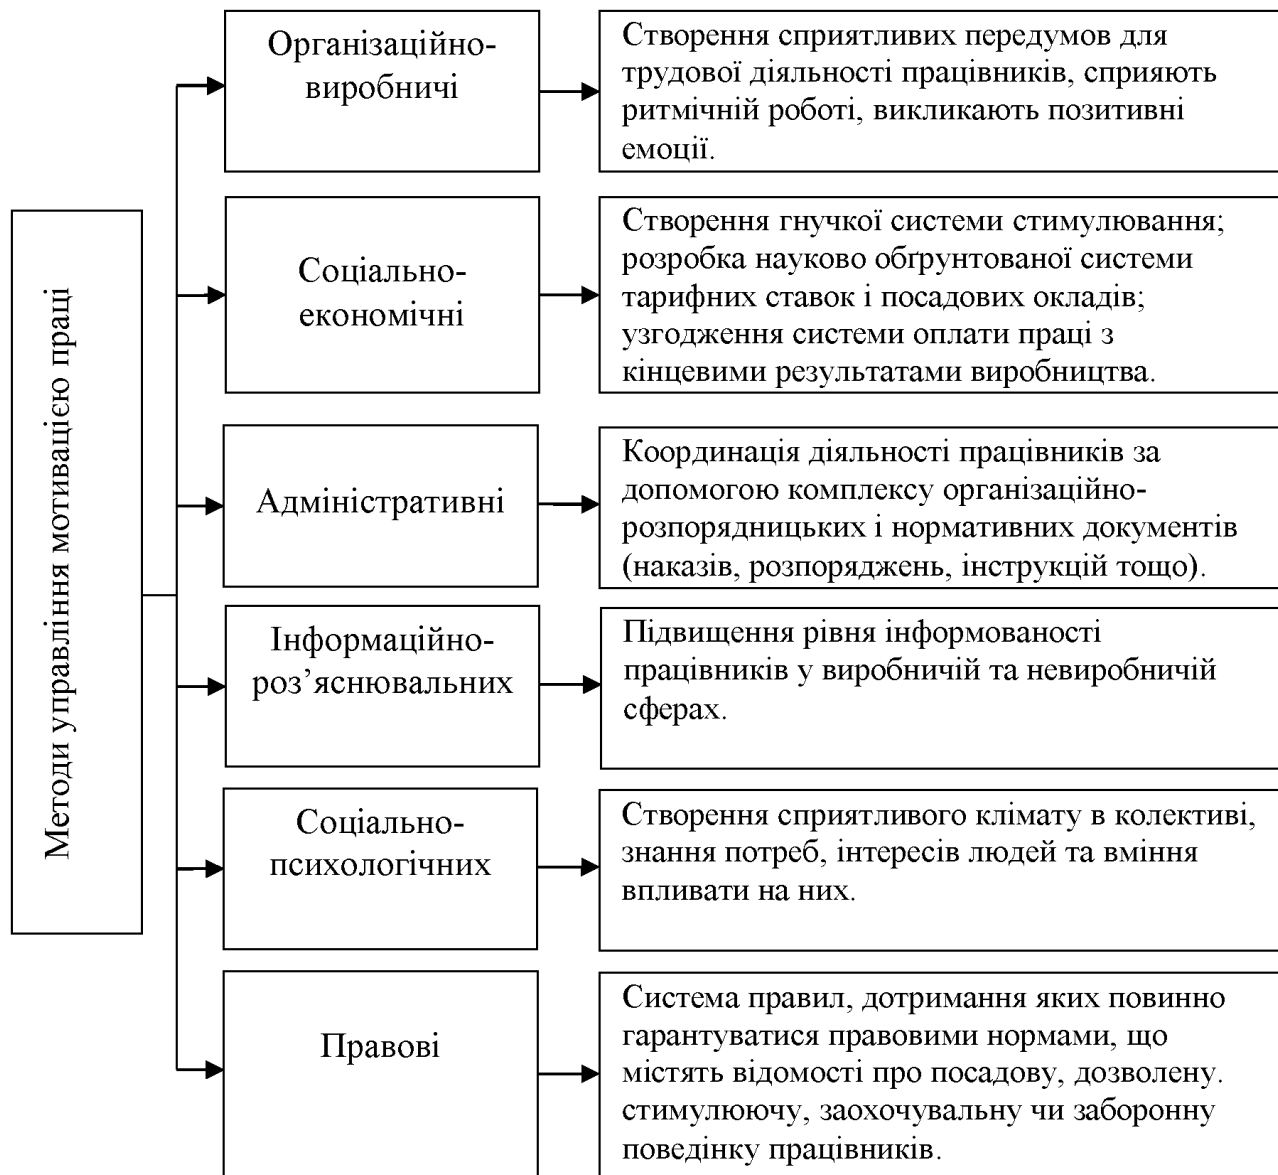 Методи управління мотивацією праці
Організаційно-
виробничі
Створення сприятливих передумов для
трудової діяльності працівників, сприяють
ритмічній роботі, викликають позитивні
емоції.
Соціально-
економічні
Створення гнучкої системи стимулювання;
розробка науково обґрунтованої системи
тарифних ставок і посадових окладів;
узгодження системи оплати праці з
кінцевими результатами виробництва.
Адміністративні
Координація діяльності працівників за
допомогою комплексу організаційно-
розпорядницьких і нормативних документів
(наказів, розпоряджень, інструкцій тощо).
Інформаційно-
роз’яснювальних
Підвищення рівня інформованості
працівників у виробничій та невиробничій
сферах.
Соціально-
психологічних
Створення сприятливого клімату в колективі,
знання потреб, інтересів людей та вміння
впливати на них.
Правові
Система правил, дотримання яких повинно
гарантуватися правовими нормами, що
містять відомості про посадову, дозволену.
стимулюючу, заохочувальну чи заборонну
поведінку працівників.